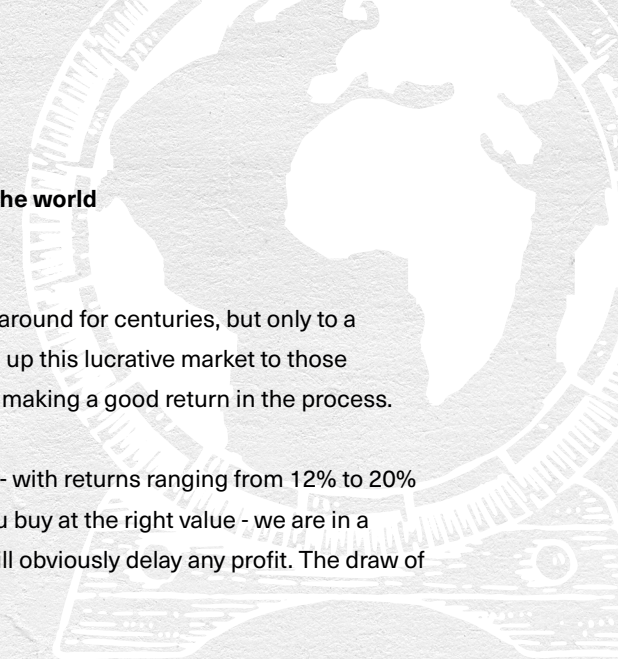 he world
around for centuries, but only to a
up this lucrative market to those
making a good return in the process.
- with returns ranging from 12% to 20%
u buy at the right value - we are in a
ll obviously delay any profit. The draw of